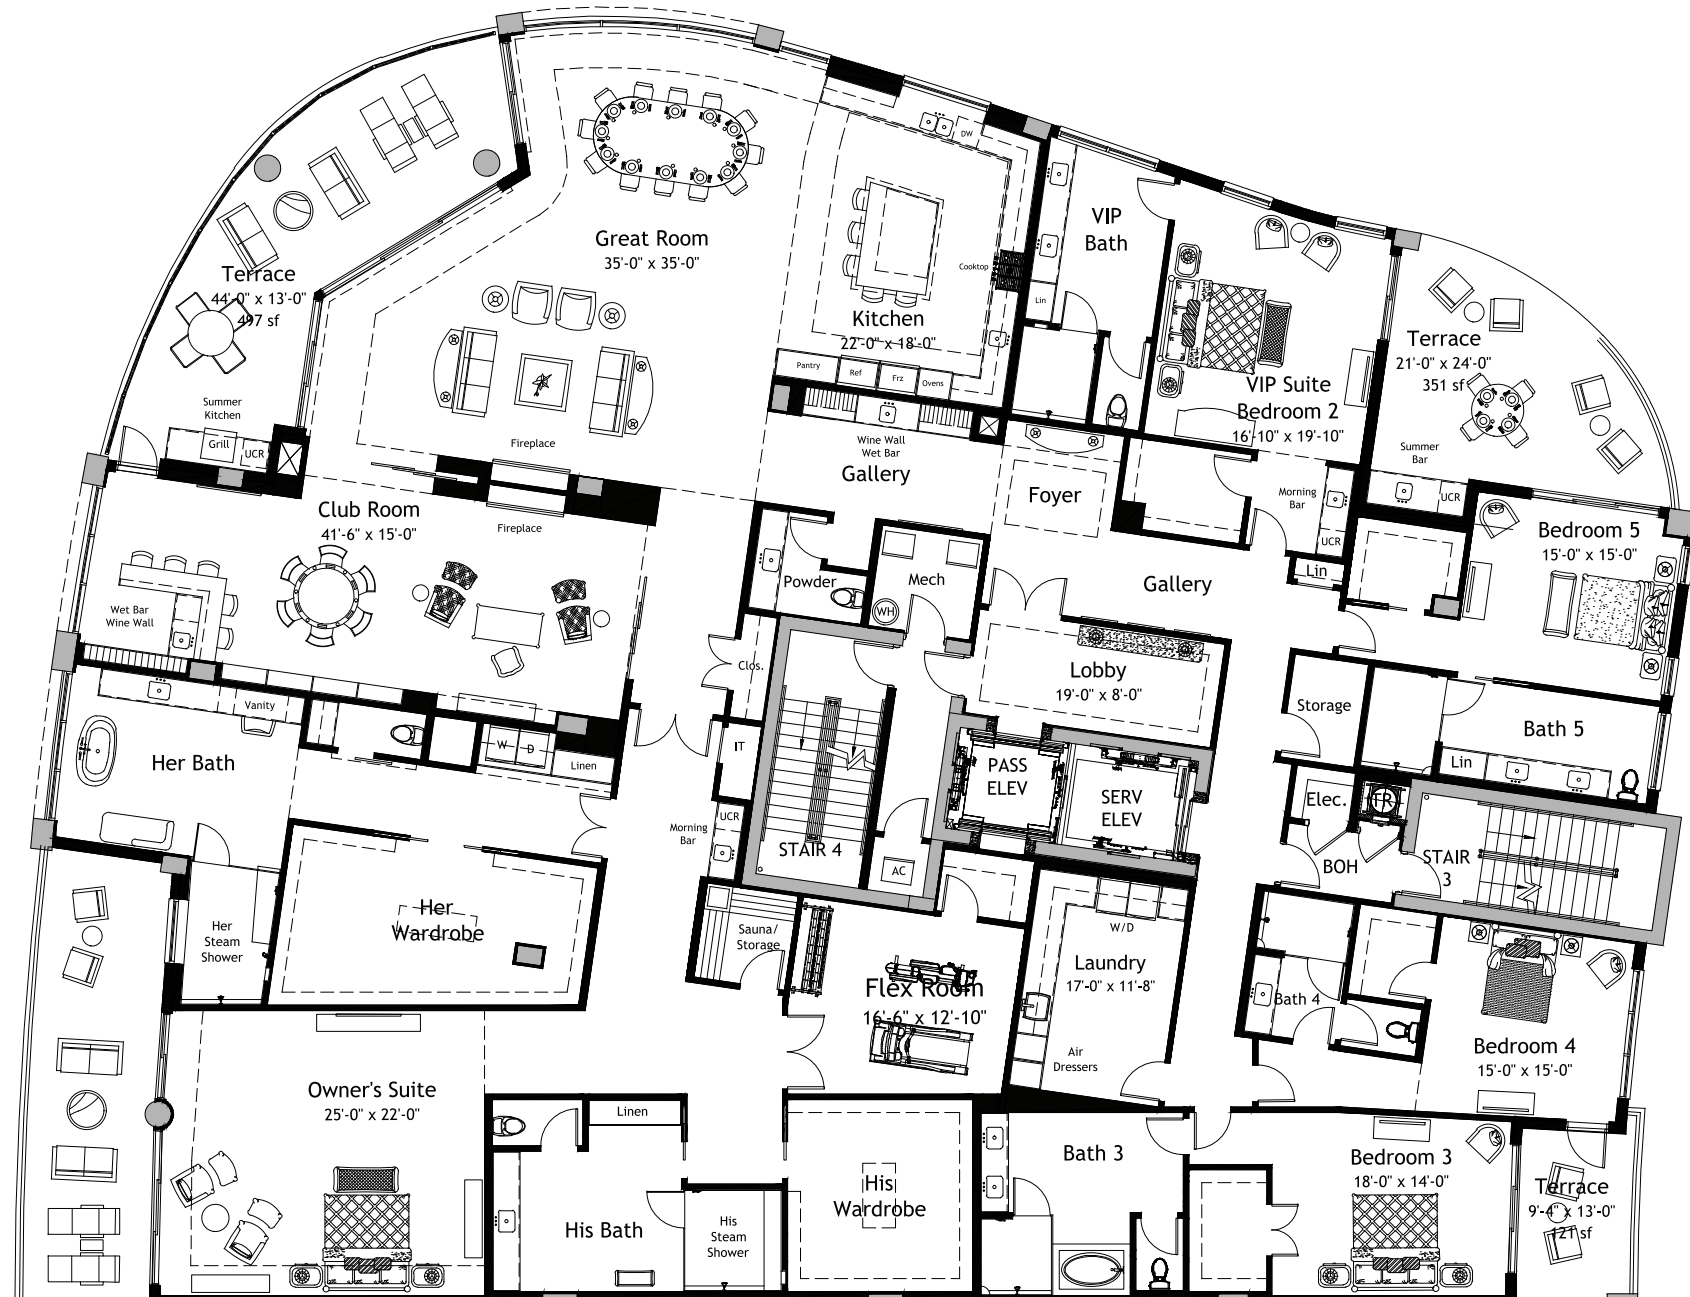 Great Room
35'-0" x 35'-0"
Terrace
44'-0" x 13'-0"
497 sf
Summer
Kitchen
Grill
UCR
Fireplace
Fireplace
DW
Cooktop
Kitchen
22'-0" x 18'-0"
Pantry
Ref
Frz
Ovens
Wine Wall
Wet Bar
Gallery
Foyer
VIP
Bath
Lin
VIP Suite
Bedroom 2
16'-10" x 19'-10"
Terrace
21'-0" x 24'-0"
351 sf
Summer
Bar
UCR
Morning
Bar
UCR
Lin
Bedroom 5
15'-0" x 15'-0"
Club Room
41'-6" x 15'-0"
Wet Bar
Wine Wall
Powder
Mech
WH
Gallery
Clos.
Lobby
19'-0" x 8'-0"
Storage
Bath 5
Lin
Vanity
Her Bath
W
D
Linen
IT
UCR
Morning
Bar
STAIR 4
AC
PASS
ELEV
SERV
ELEV
Elec.
TR
BOH
STAIR
3
Her
Wardrobe
Her
Steam
Shower
Sauna/
Storage
Flex Room
16'-6" x 12'-10"
W/D
Laundry
17'-0" x 11'-8"
Air
Dressers
Bath 4
Bedroom 4
15'-0" x 15'-0"
Owner's Suite
25'-0" x 22'-0"
Linen
His Bath
His
Steam
Shower
His
Wardrobe
Bath 3
Bedroom 3
18'-0" x 14'-0"
Terrace
9'-4" x 13'-0"
121 sf